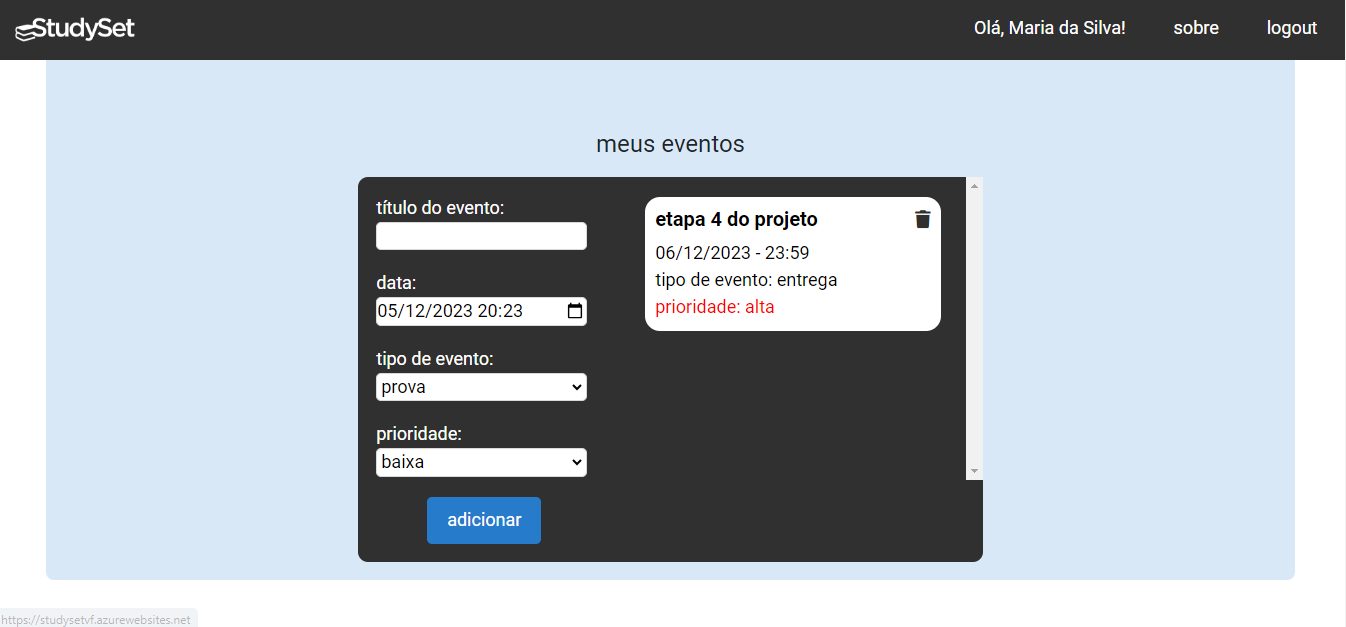 StudySet
Olá, Maria da Silva! sobre logout
meus eventos
título do evento:
data:
05/12/2023 20:23
tipo de evento:
prova
prioridade:
baixa
adicionar
etapa 4 do projeto
06/12/2023 - 23:59
tipo de evento: entrega
prioridade: alta
https://studysetvf.azurewebsites.net